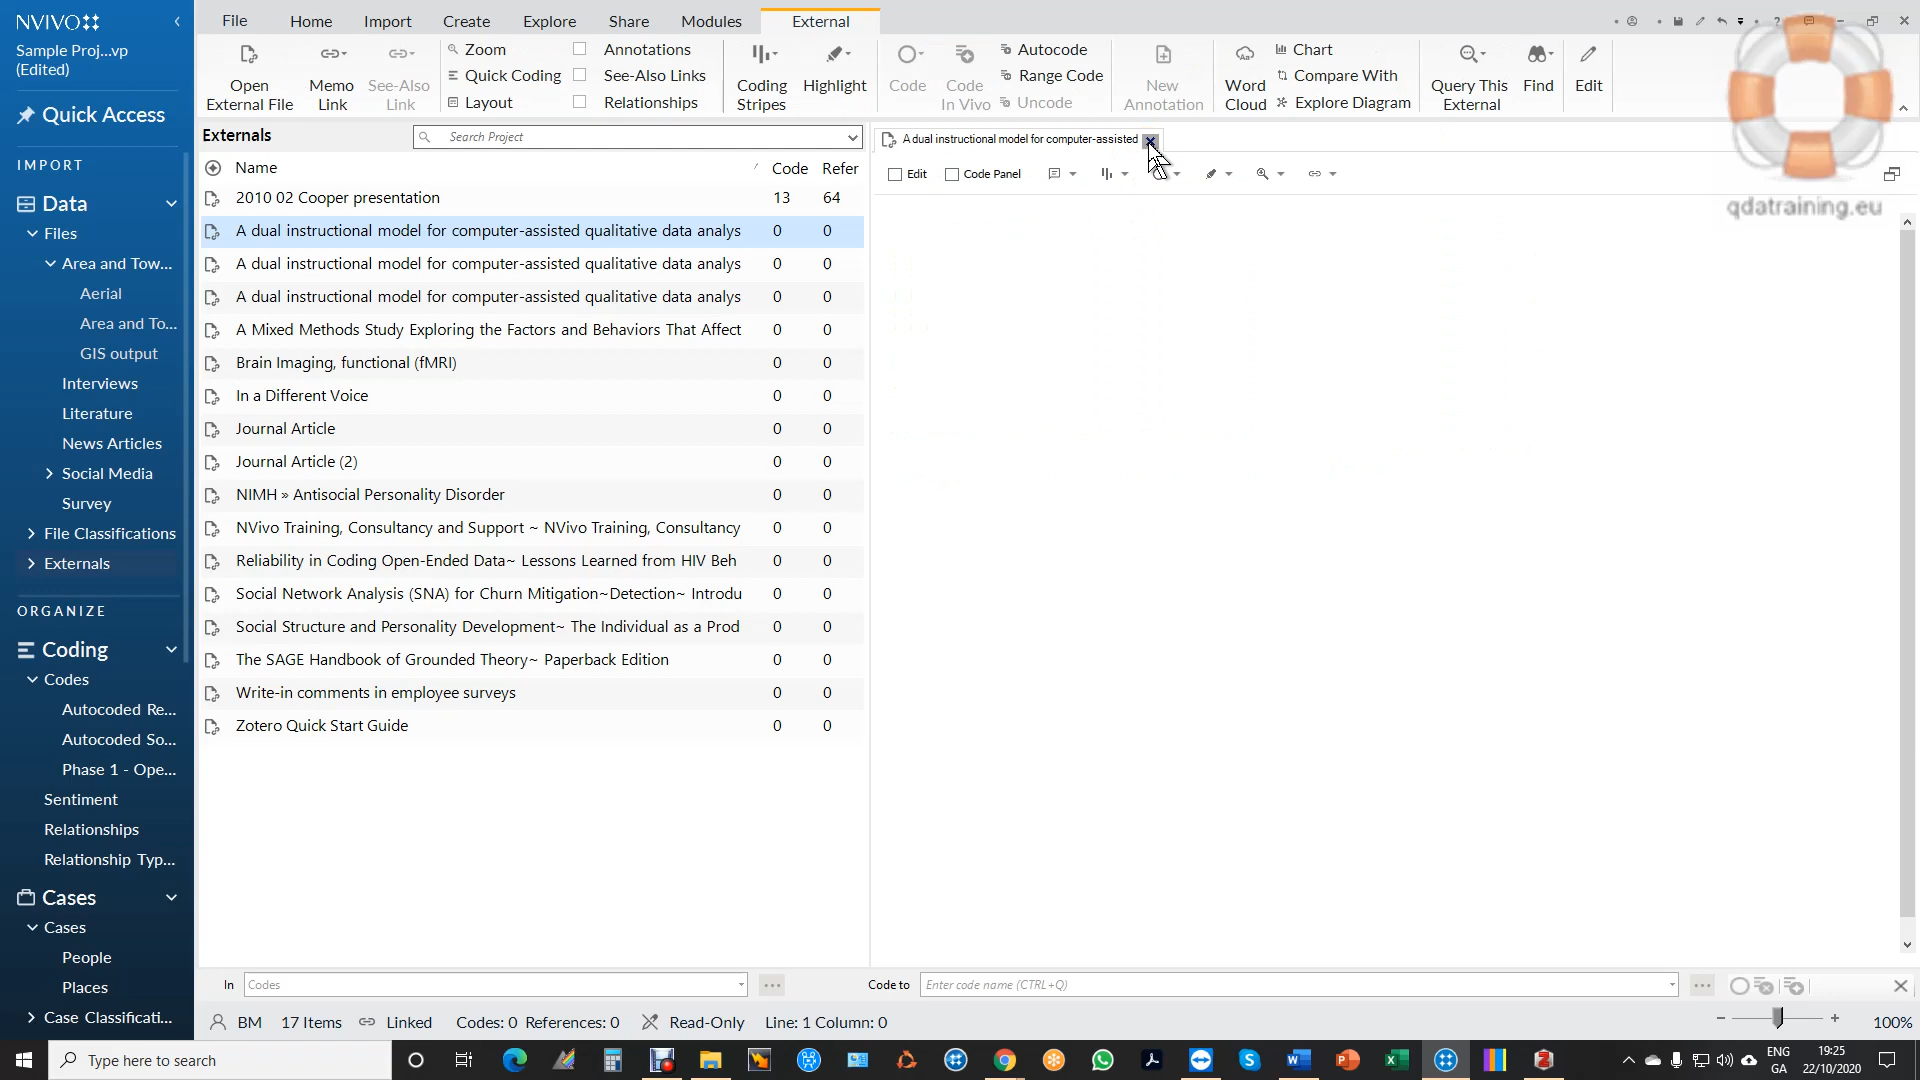 NVIVO
Sample Proj...vp
(Edited)
Quick Access
IMPORT
Data
Files
Area and Tow...
Aerial
Area and To...
GIS output
Interviews
Literature
News Articles
Social Media
Survey
File Classifications
Externals
ORGANIZE
Coding
Codes
Autocoded Re...
Autocoded So...
Phase 1 - Ope...
Sentiment
Relationships
Relationship Typ...
Cases
Cases
People
Places
Case Classificati...
File Home Import Create Explore Share Modules External
Open
External File
Memo
Link
See-Also
Link
Zoom
Quick Coding
Layout
Annotations
See-Also Links
Relationships
Coding
Stripes
Highlight
Code
Code
In Vivo
Autocode
Range Code
Uncode
New
Annotation
Word
Cloud
Chart
Compare With
Explore Diagram
Query This
External
Find
Edit
qdatraining.eu
Externals
Search Project
Name Code Refer
2010 02 Cooper presentation 13 64
A dual instructional model for computer-assisted qualitative data analys 0 0
A dual instructional model for computer-assisted qualitative data analys 0 0
A dual instructional model for computer-assisted qualitative data analys 0 0
A Mixed Methods Study Exploring the Factors and Behaviors That Affect 0 0
Brain Imaging, functional (fMRI) 0 0
In a Different Voice 0 0
Journal Article 0 0
Journal Article (2) 0 0
NIMH » Antisocial Personality Disorder 0 0
NVivo Training, Consultancy and Support ~ NVivo Training, Consultancy 0 0
Reliability in Coding Open-Ended Data~ Lessons Learned from HIV Beh 0 0
Social Network Analysis (SNA) for Churn Mitigation~Detection~ Introdu 0 0
Social Structure and Personality Development~ The Individual as a Prod 0 0
The SAGE Handbook of Grounded Theory~ Paperback Edition 0 0
Write-in comments in employee surveys 0 0
Zotero Quick Start Guide 0 0
A dual instructional model for computer-assisted
Edit Code Panel
In Codes
Code to Enter code name (CTRL+Q)
BM 17 Items Linked Codes: 0 References: 0 Read-Only Line: 1 Column: 0
100%
Type here to search
ENG
GA
19:25
22/10/2020